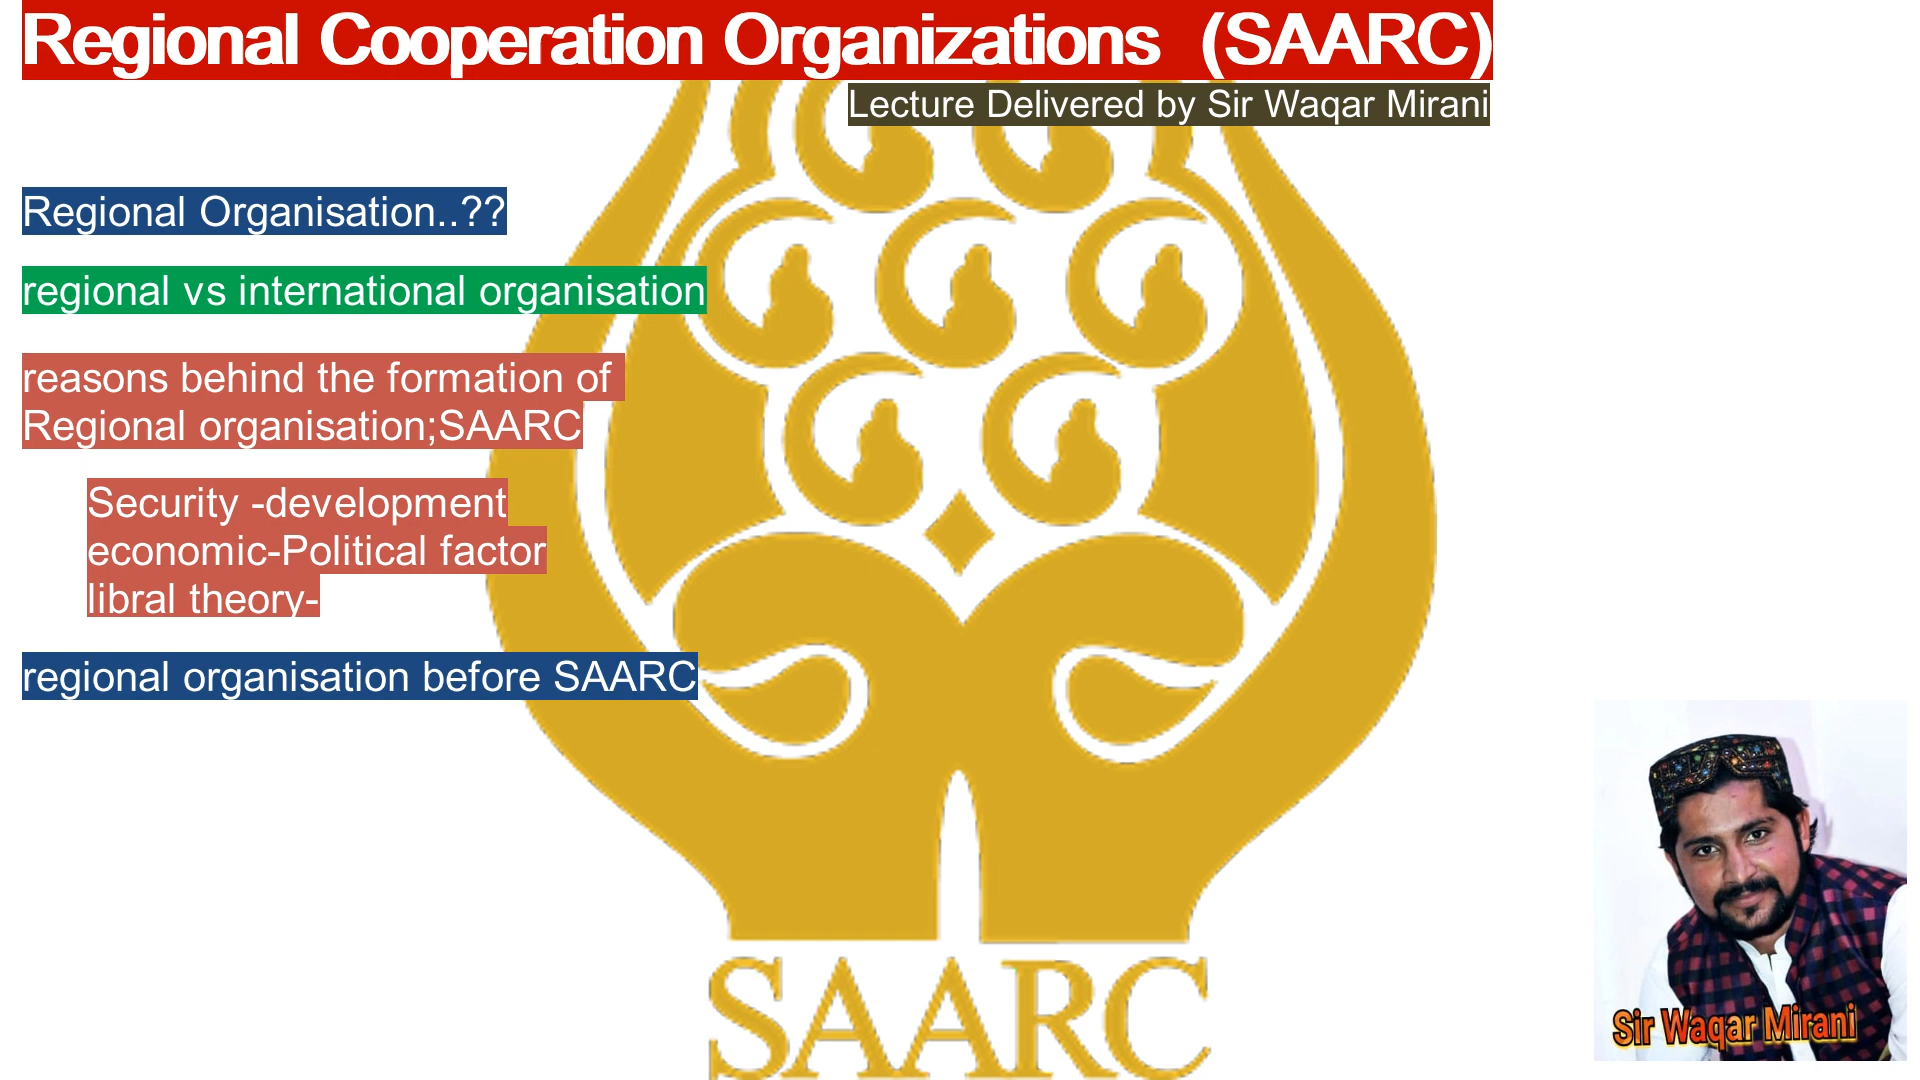 Regional Cooperation Organizations (SAARC)
Lecture Delivered by Sir Waqar Mirani
Regional Organisation..??
regional vs international organisation
reasons behind the formation of
Regional organisation;SAARC
Security -development
economic-Political factor
libral theory-
regional organisation before SAARC
SAARC
Sir Waqar Mirani